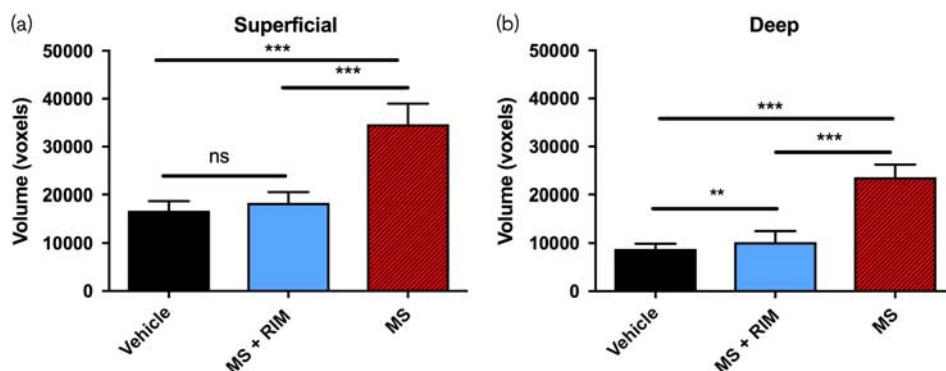 (a)
Superficial
Volume (voxels)
50000
40000
30000
20000
10000
0
***
***
ns
Vehicle
MS + RIM
MS
(b)
Deep
Volume (voxels)
50000
40000
30000
20000
10000
0
***
***
**
Vehicle
MS + RIM
MS